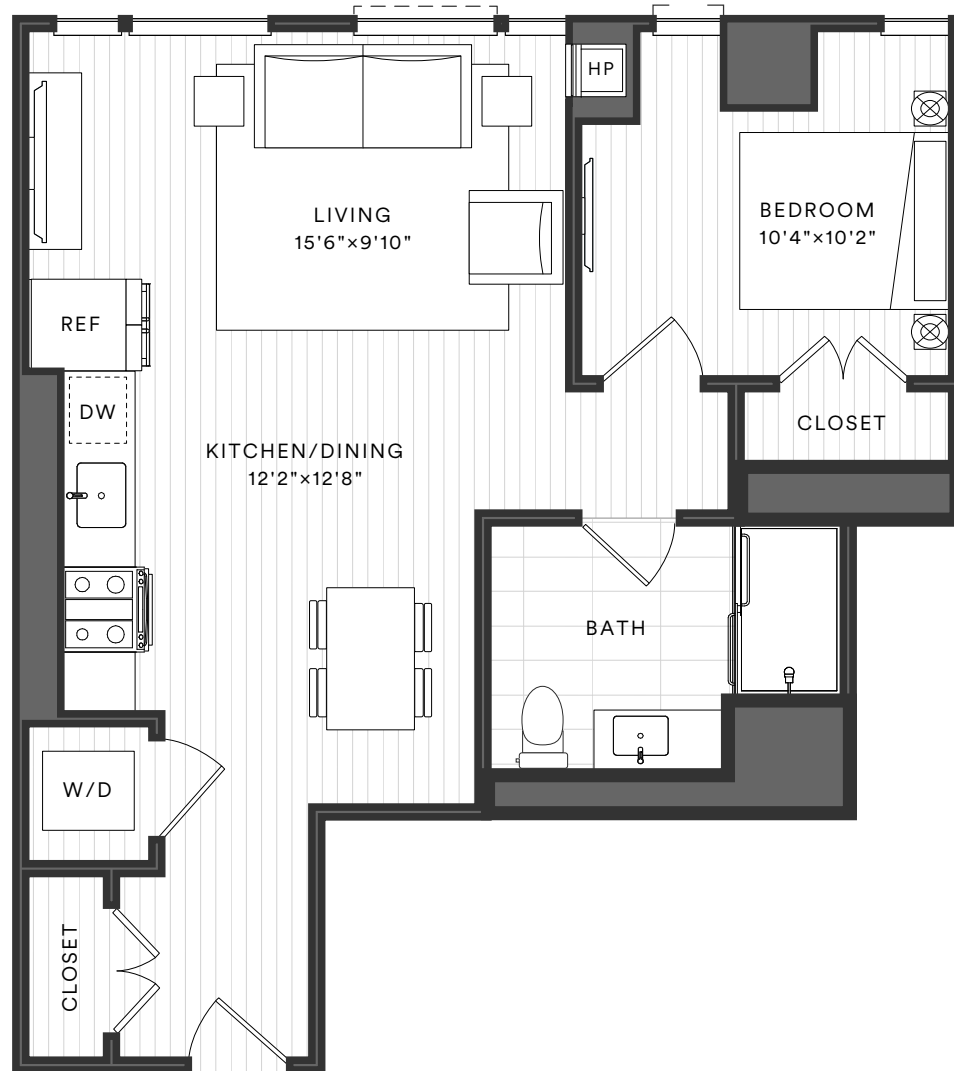 HP
LIVING
15'6"×9'10"
BEDROOM
10'4"×10'2"
REF
DW
CLOSET
KITCHEN/DINING
12'2"×12'8"
BATH
W/D
CLOSET